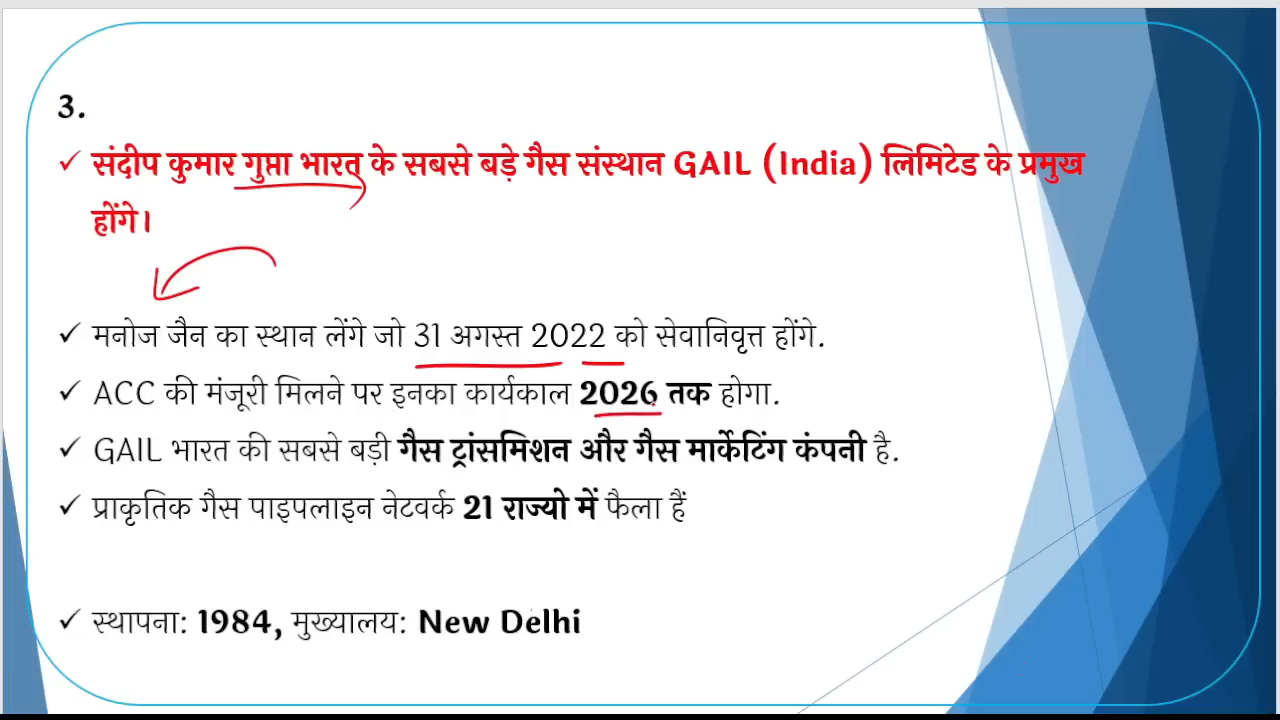 3.
✓ संदीप कुमार गुप्ता भारत के सबसे बड़े गैस संस्थान GAIL (India) लिमिटेड के प्रमुख
होंगे।
✓ मनोज जैन का स्थान लेंगे जो 31 अगस्त 2022 को सेवानिवृत्त होंगे.
✓ ACC की मंजूरी मिलने पर इनका कार्यकाल 2026 तक होगा.
✓ GAIL भारत की सबसे बड़ी गैस ट्रांसमिशन और गैस मार्केटिंग कंपनी है.
✓ प्राकृतिक गैस पाइपलाइन नेटवर्क 21 राज्यो में फैला हैं
✓ स्थापना: 1984, मुख्यालय: New Delhi